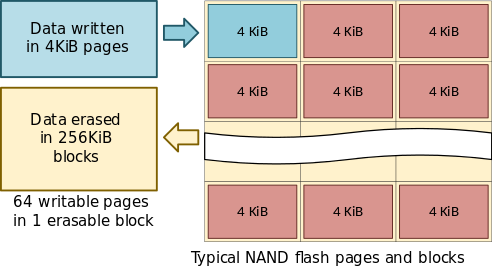 Data written
in 4KiB pages
4 KiB 4 KiB 4 KiB
4 KiB 4 KiB 4 KiB
Data erased
in 256KiB
blocks
4 KiB 4 KiB 4 KiB
64 writable pages
in 1 erasable block
Typical NAND flash pages and blocks